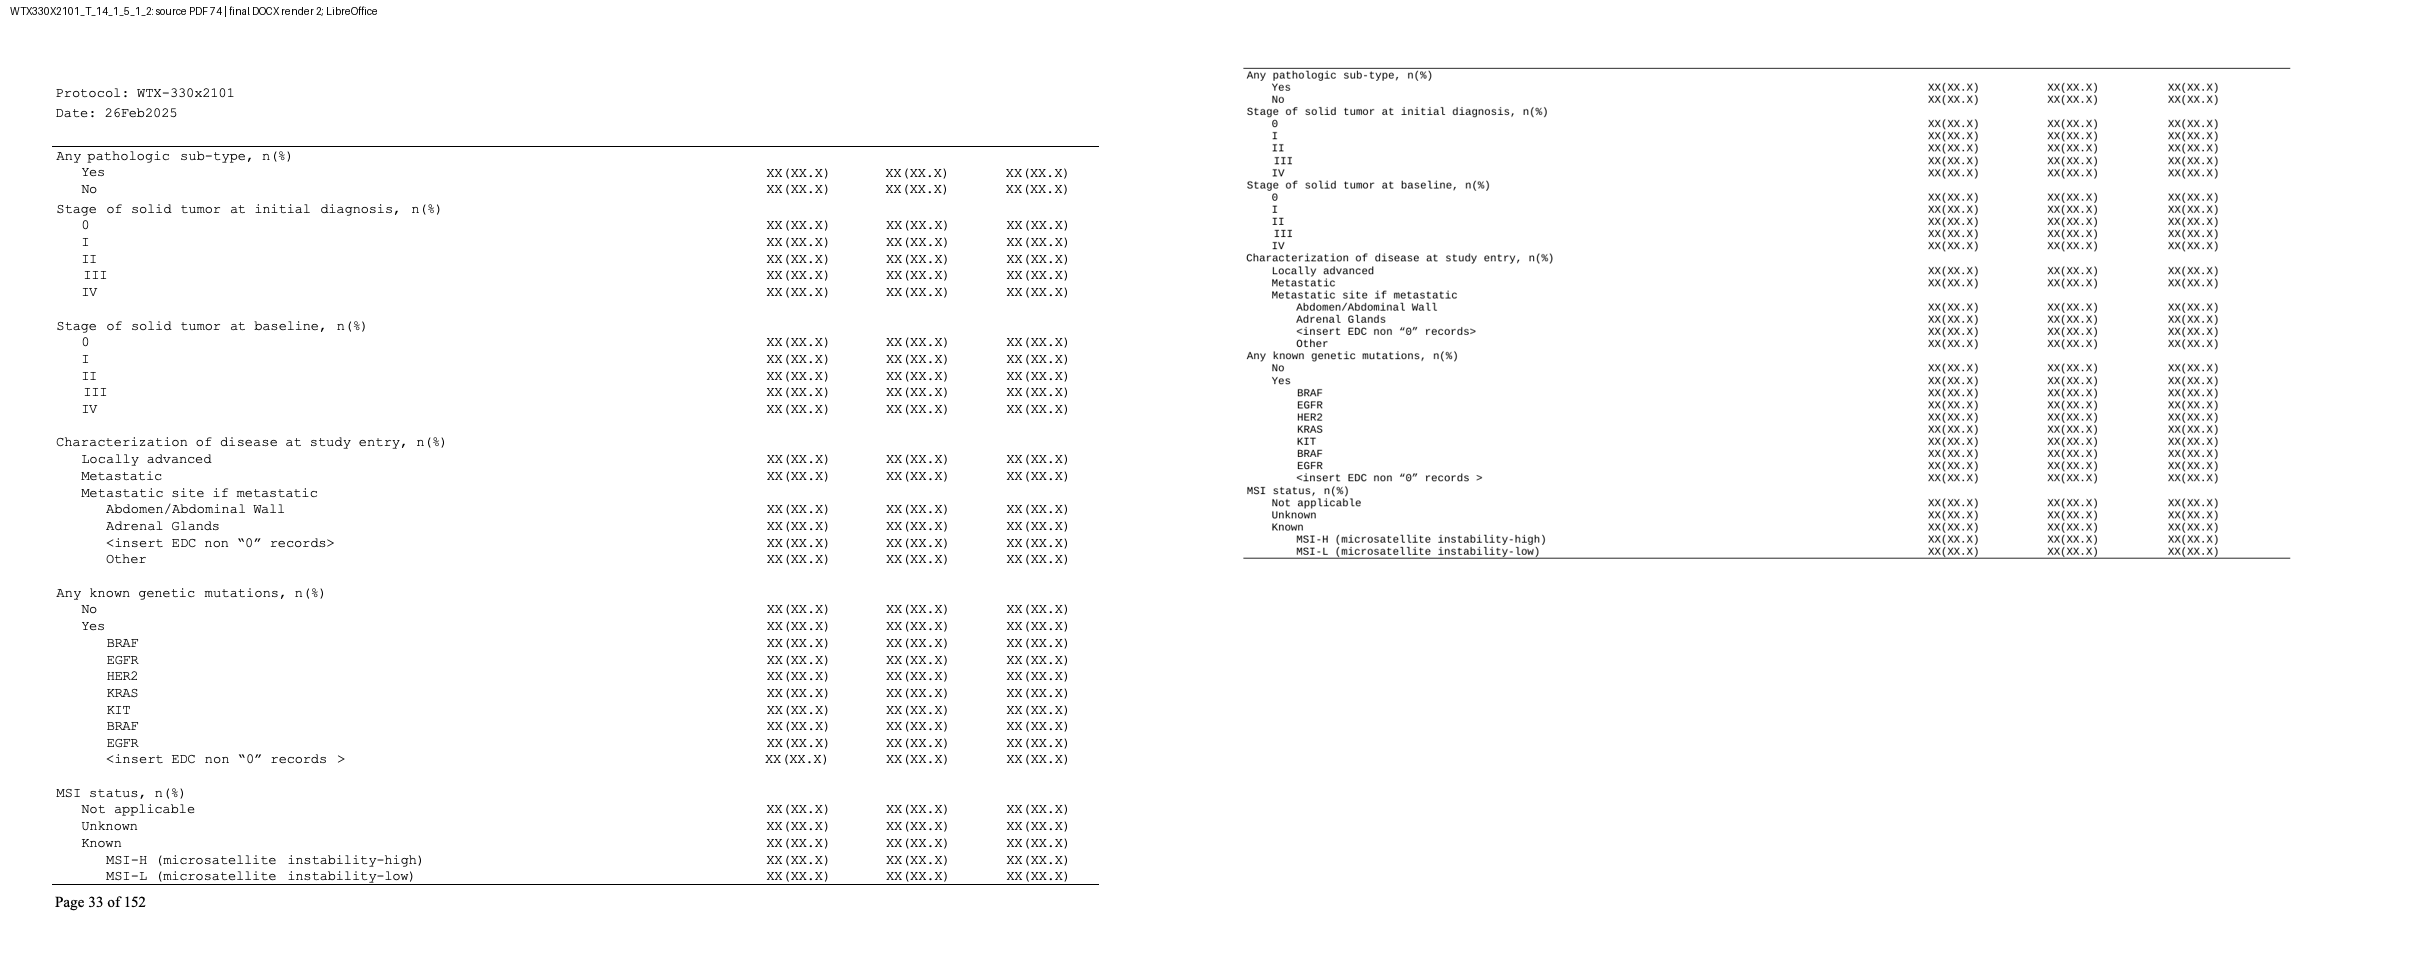 WTX330X2101_T_14_1_5_1_2: source PDF 74 | final DOCX render 2; LibreOffice
Protocol: WTX-330x2101
Date: 26Feb2025
Any pathologic sub-type, n(%)
Yes XX(XX.X) XX(XX.X) XX(XX.X)
No XX(XX.X) XX(XX.X) XX(XX.X)
Stage of solid tumor at initial diagnosis, n(%)
0 XX(XX.X) XX(XX.X) XX(XX.X)
I XX(XX.X) XX(XX.X) XX(XX.X)
II XX(XX.X) XX(XX.X) XX(XX.X)
III XX(XX.X) XX(XX.X) XX(XX.X)
IV XX(XX.X) XX(XX.X) XX(XX.X)
Stage of solid tumor at baseline, n(%)
0 XX(XX.X) XX(XX.X) XX(XX.X)
I XX(XX.X) XX(XX.X) XX(XX.X)
II XX(XX.X) XX(XX.X) XX(XX.X)
III XX(XX.X) XX(XX.X) XX(XX.X)
IV XX(XX.X) XX(XX.X) XX(XX.X)
Characterization of disease at study entry, n(%)
Locally advanced XX(XX.X) XX(XX.X) XX(XX.X)
Metastatic XX(XX.X) XX(XX.X) XX(XX.X)
Metastatic site if metastatic
Abdomen/Abdominal Wall XX(XX.X) XX(XX.X) XX(XX.X)
Adrenal Glands XX(XX.X) XX(XX.X) XX(XX.X)
<insert EDC non “0” records> XX(XX.X) XX(XX.X) XX(XX.X)
Other XX(XX.X) XX(XX.X) XX(XX.X)
Any known genetic mutations, n(%)
No XX(XX.X) XX(XX.X) XX(XX.X)
Yes XX(XX.X) XX(XX.X) XX(XX.X)
BRAF XX(XX.X) XX(XX.X) XX(XX.X)
EGFR XX(XX.X) XX(XX.X) XX(XX.X)
HER2 XX(XX.X) XX(XX.X) XX(XX.X)
KRAS XX(XX.X) XX(XX.X) XX(XX.X)
KIT XX(XX.X) XX(XX.X) XX(XX.X)
BRAF XX(XX.X) XX(XX.X) XX(XX.X)
EGFR XX(XX.X) XX(XX.X) XX(XX.X)
<insert EDC non “0” records > XX(XX.X) XX(XX.X) XX(XX.X)
MSI status, n(%)
Not applicable XX(XX.X) XX(XX.X) XX(XX.X)
Unknown XX(XX.X) XX(XX.X) XX(XX.X)
Known XX(XX.X) XX(XX.X) XX(XX.X)
MSI-H (microsatellite instability-high) XX(XX.X) XX(XX.X) XX(XX.X)
MSI-L (microsatellite instability-low) XX(XX.X) XX(XX.X) XX(XX.X)
Page 33 of 152
Any pathologic sub-type, n(%)
Yes XX(XX.X) XX(XX.X) XX(XX.X)
No XX(XX.X) XX(XX.X) XX(XX.X)
Stage of solid tumor at initial diagnosis, n(%)
0 XX(XX.X) XX(XX.X) XX(XX.X)
I XX(XX.X) XX(XX.X) XX(XX.X)
II XX(XX.X) XX(XX.X) XX(XX.X)
III XX(XX.X) XX(XX.X) XX(XX.X)
IV XX(XX.X) XX(XX.X) XX(XX.X)
Stage of solid tumor at baseline, n(%)
0 XX(XX.X) XX(XX.X) XX(XX.X)
I XX(XX.X) XX(XX.X) XX(XX.X)
II XX(XX.X) XX(XX.X) XX(XX.X)
III XX(XX.X) XX(XX.X) XX(XX.X)
IV XX(XX.X) XX(XX.X) XX(XX.X)
Characterization of disease at study entry, n(%)
Locally advanced XX(XX.X) XX(XX.X) XX(XX.X)
Metastatic XX(XX.X) XX(XX.X) XX(XX.X)
Metastatic site if metastatic
Abdomen/Abdominal Wall XX(XX.X) XX(XX.X) XX(XX.X)
Adrenal Glands XX(XX.X) XX(XX.X) XX(XX.X)
<insert EDC non “0” records> XX(XX.X) XX(XX.X) XX(XX.X)
Other XX(XX.X) XX(XX.X) XX(XX.X)
Any known genetic mutations, n(%)
No XX(XX.X) XX(XX.X) XX(XX.X)
Yes XX(XX.X) XX(XX.X) XX(XX.X)
BRAF XX(XX.X) XX(XX.X) XX(XX.X)
EGFR XX(XX.X) XX(XX.X) XX(XX.X)
HER2 XX(XX.X) XX(XX.X) XX(XX.X)
KRAS XX(XX.X) XX(XX.X) XX(XX.X)
KIT XX(XX.X) XX(XX.X) XX(XX.X)
BRAF XX(XX.X) XX(XX.X) XX(XX.X)
EGFR XX(XX.X) XX(XX.X) XX(XX.X)
<insert EDC non “0” records > XX(XX.X) XX(XX.X) XX(XX.X)
MSI status, n(%)
Not applicable XX(XX.X) XX(XX.X) XX(XX.X)
Unknown XX(XX.X) XX(XX.X) XX(XX.X)
Known XX(XX.X) XX(XX.X) XX(XX.X)
MSI-H (microsatellite instability-high) XX(XX.X) XX(XX.X) XX(XX.X)
MSI-L (microsatellite instability-low) XX(XX.X) XX(XX.X) XX(XX.X)